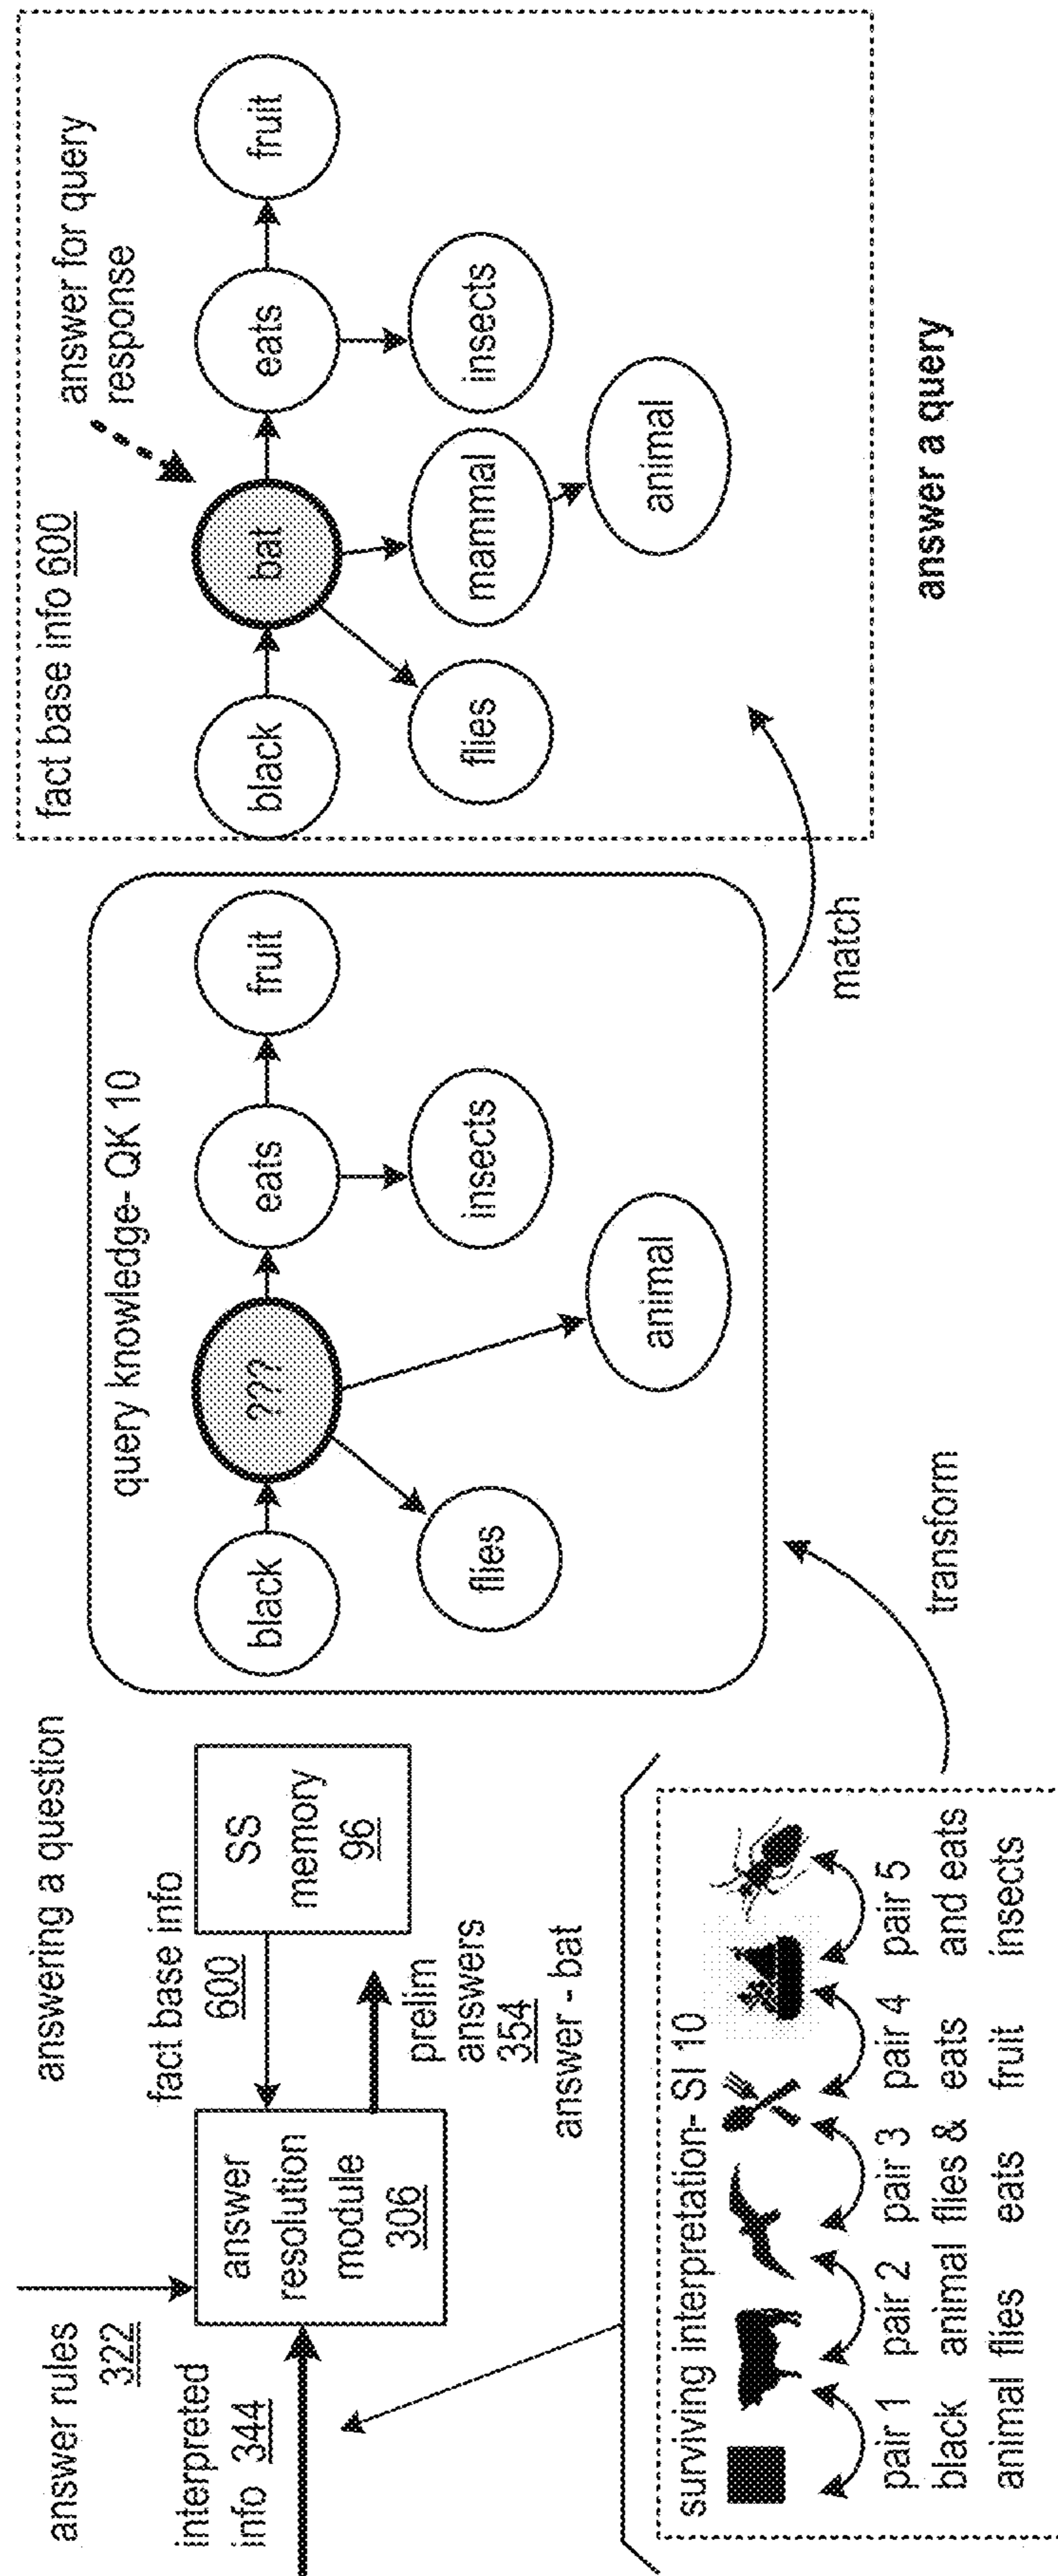 answering a question
answer rules
322
interpreted
info 344
answer
resolution
module
306
fact base info
600
SS
memory
96
prelim
answers
354
answer - bat
surviving interpretation- SI 10
pair 1
black
animal
pair 2
animal
flies
pair 3
flies &
eats
pair 4
eats
fruit
pair 5
and eats
insects
transform
query knowledge- QK 10
black
???
eats
fruit
flies
animal
insects
match
fact base info 600
answer for query
response
black
bat
eats
fruit
flies
mammal
insects
animal
answer a query